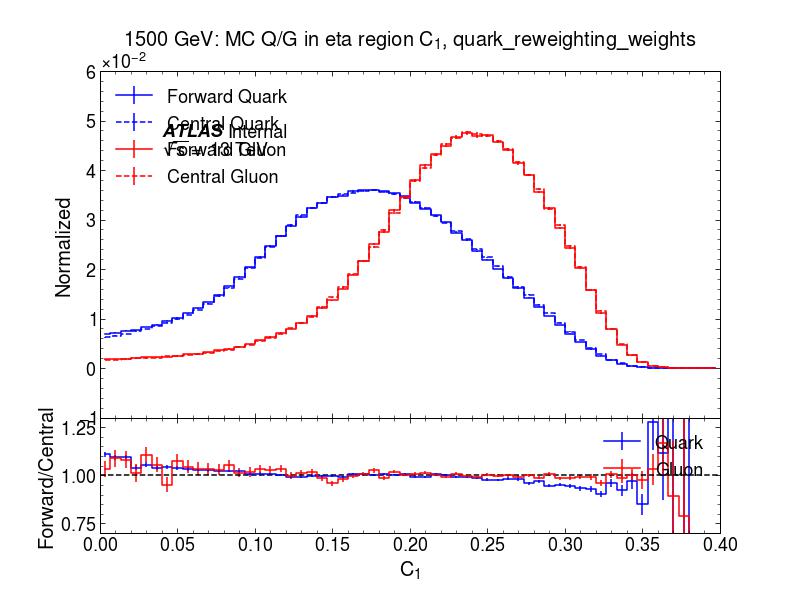 1500 GeV: MC Q/G in eta region C₁, quark_reweighting_weights
×10⁻²
6
5
4
3
2
1
0
−1
Normalized
Forward Quark
Central Quark
ATLAS Internal
√s = 13 TeV
Forward Gluon
Central Gluon
1.25
1.00
0.75
Forward/Central
Quark
Gluon
0.00 0.05 0.10 0.15 0.20 0.25 0.30 0.35 0.40
C₁